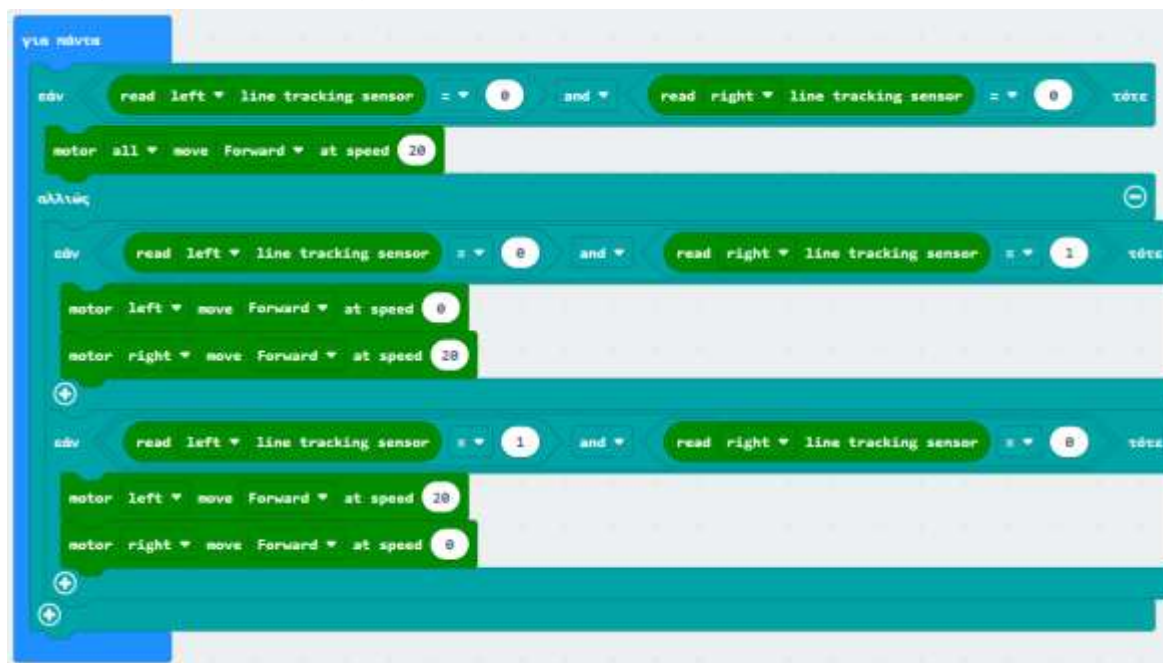 για πάντα
εάν read left line tracking sensor = 0 and read right line tracking sensor = 0 τότε
motor all move Forward at speed 20
αλλιώς
εάν read left line tracking sensor = 0 and read right line tracking sensor = 1 τότε
motor left move Forward at speed 0
motor right move Forward at speed 20
εάν read left line tracking sensor = 1 and read right line tracking sensor = 0 τότε
motor left move Forward at speed 20
motor right move Forward at speed 0